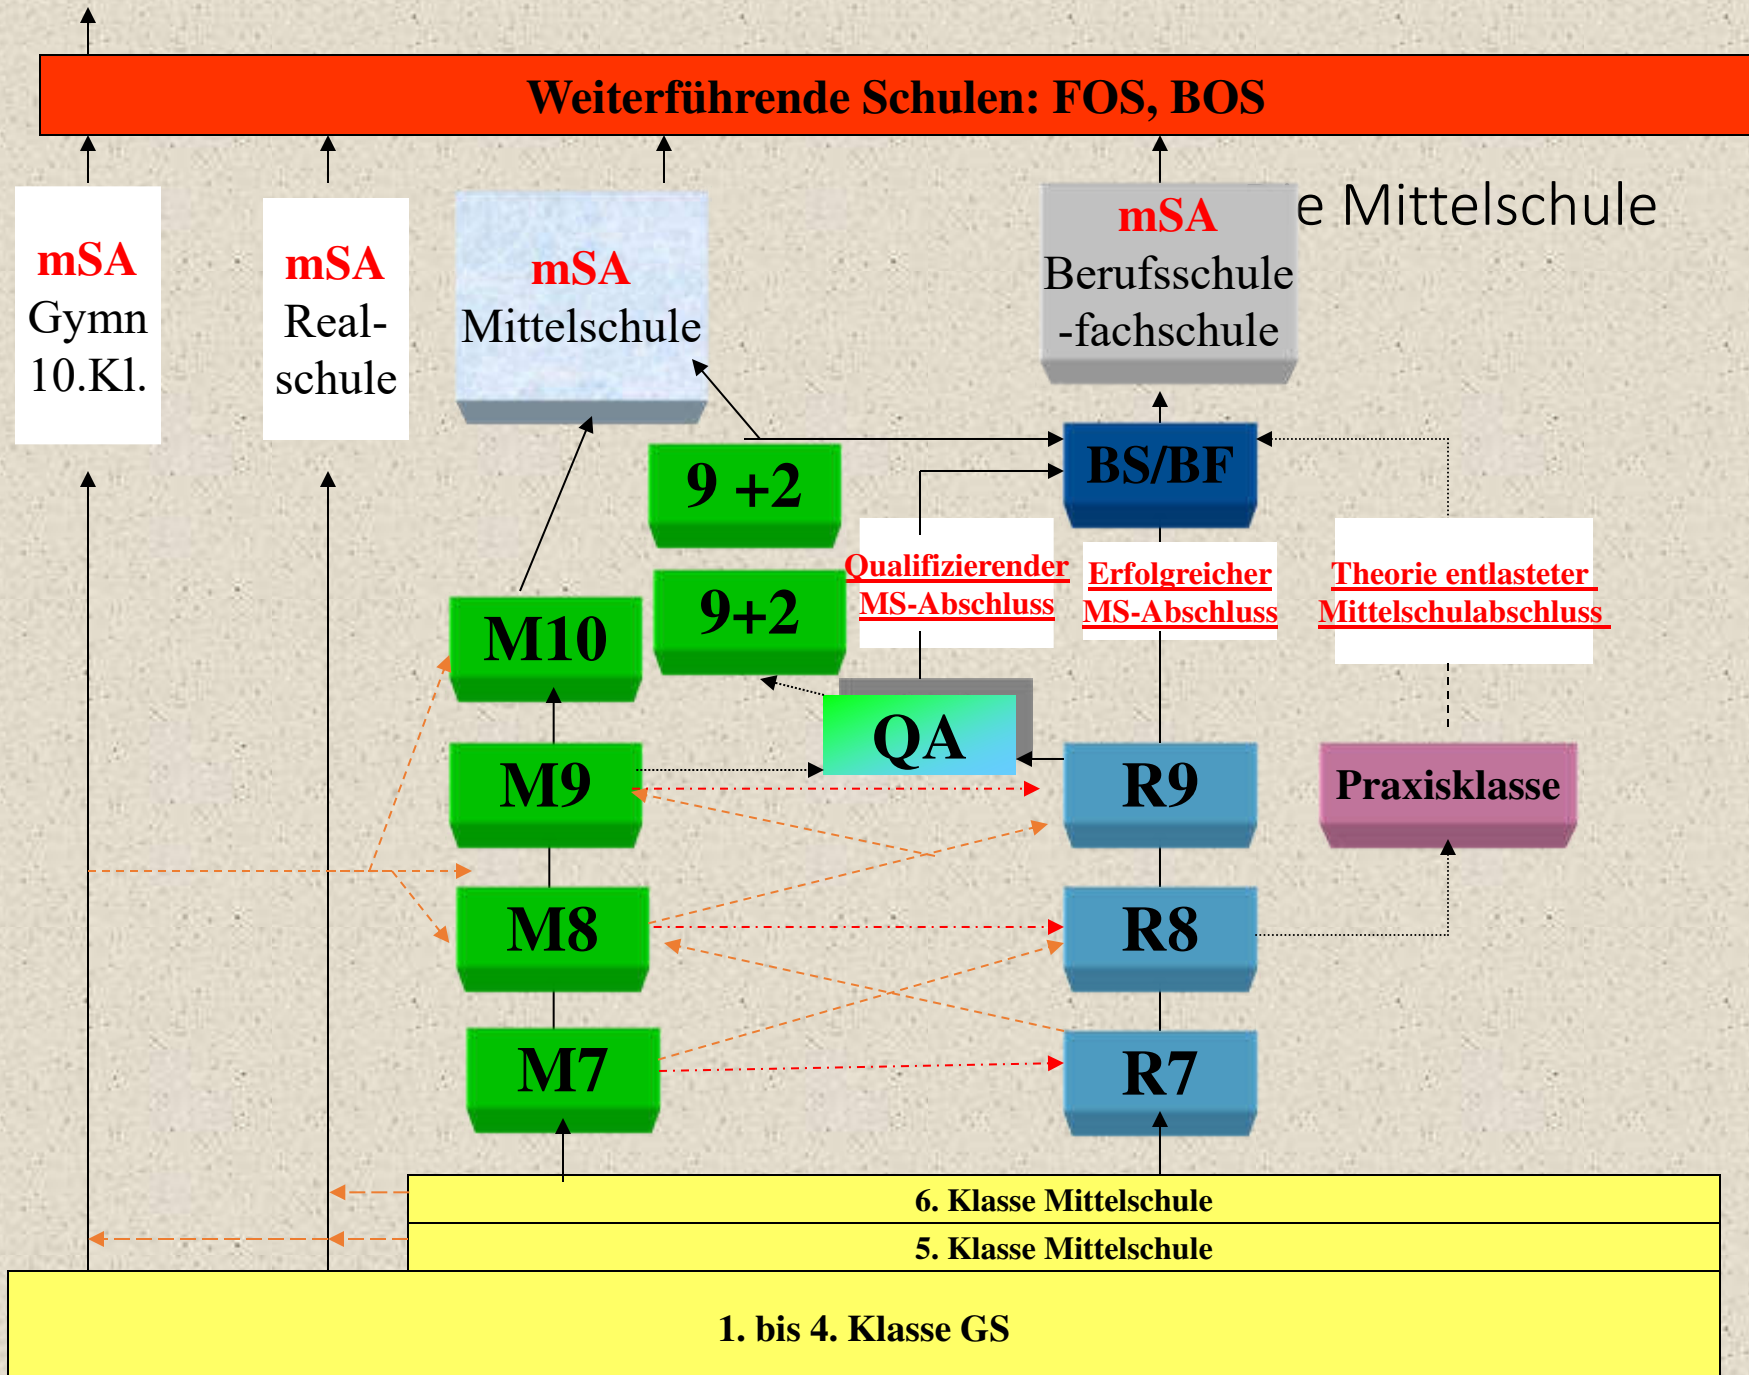 Weiterführende Schulen: FOS, BOS
e Mittelschule
mSA
Gymn
10.Kl.
mSA
Real-
schule
mSA
Mittelschule
mSA
Berufsschule
-fachschule
9 +2
BS/BF
Qualifizierender
MS-Abschluss
Erfolgreicher
MS-Abschluss
Theorie entlasteter
Mittelschulabschluss
9+2
M10
QA
M9
R9
Praxisklasse
M8
R8
M7
R7
6. Klasse Mittelschule
5. Klasse Mittelschule
1. bis 4. Klasse GS